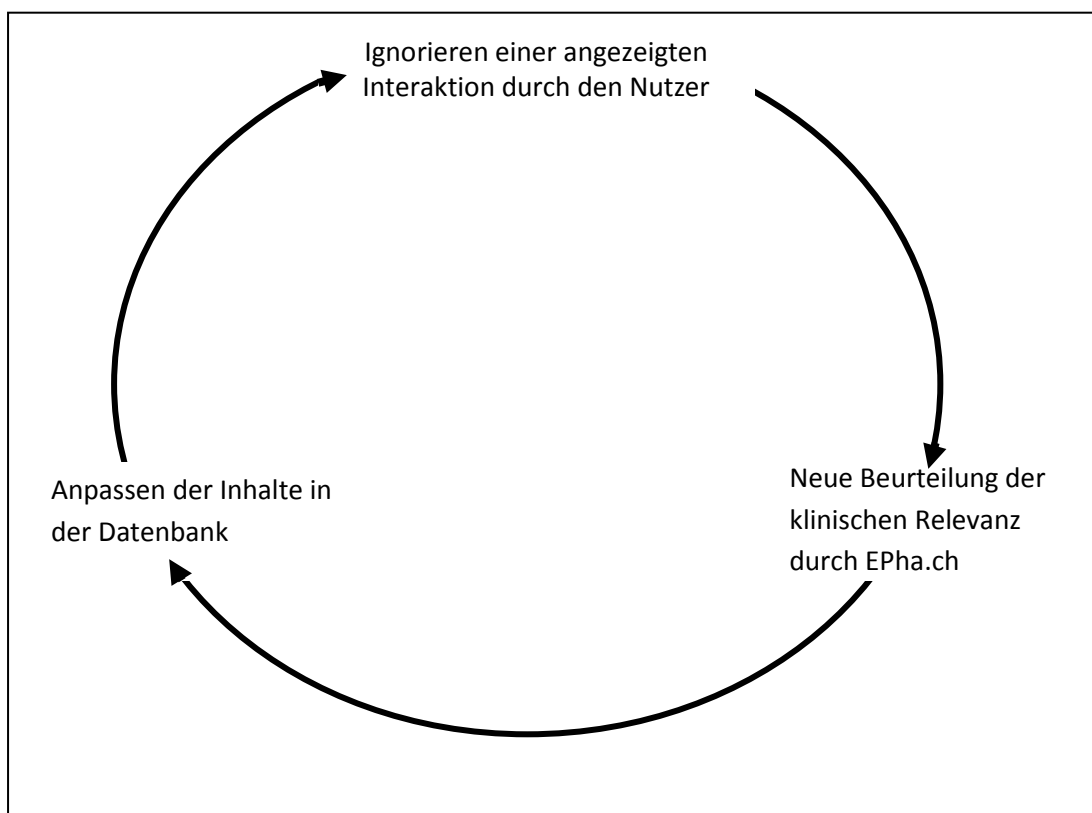 Ignorieren einer angezeigten
Interaktion durch den Nutzer
Neue Beurteilung der
klinischen Relevanz
durch EPha.ch
Anpassen der Inhalte in
der Datenbank